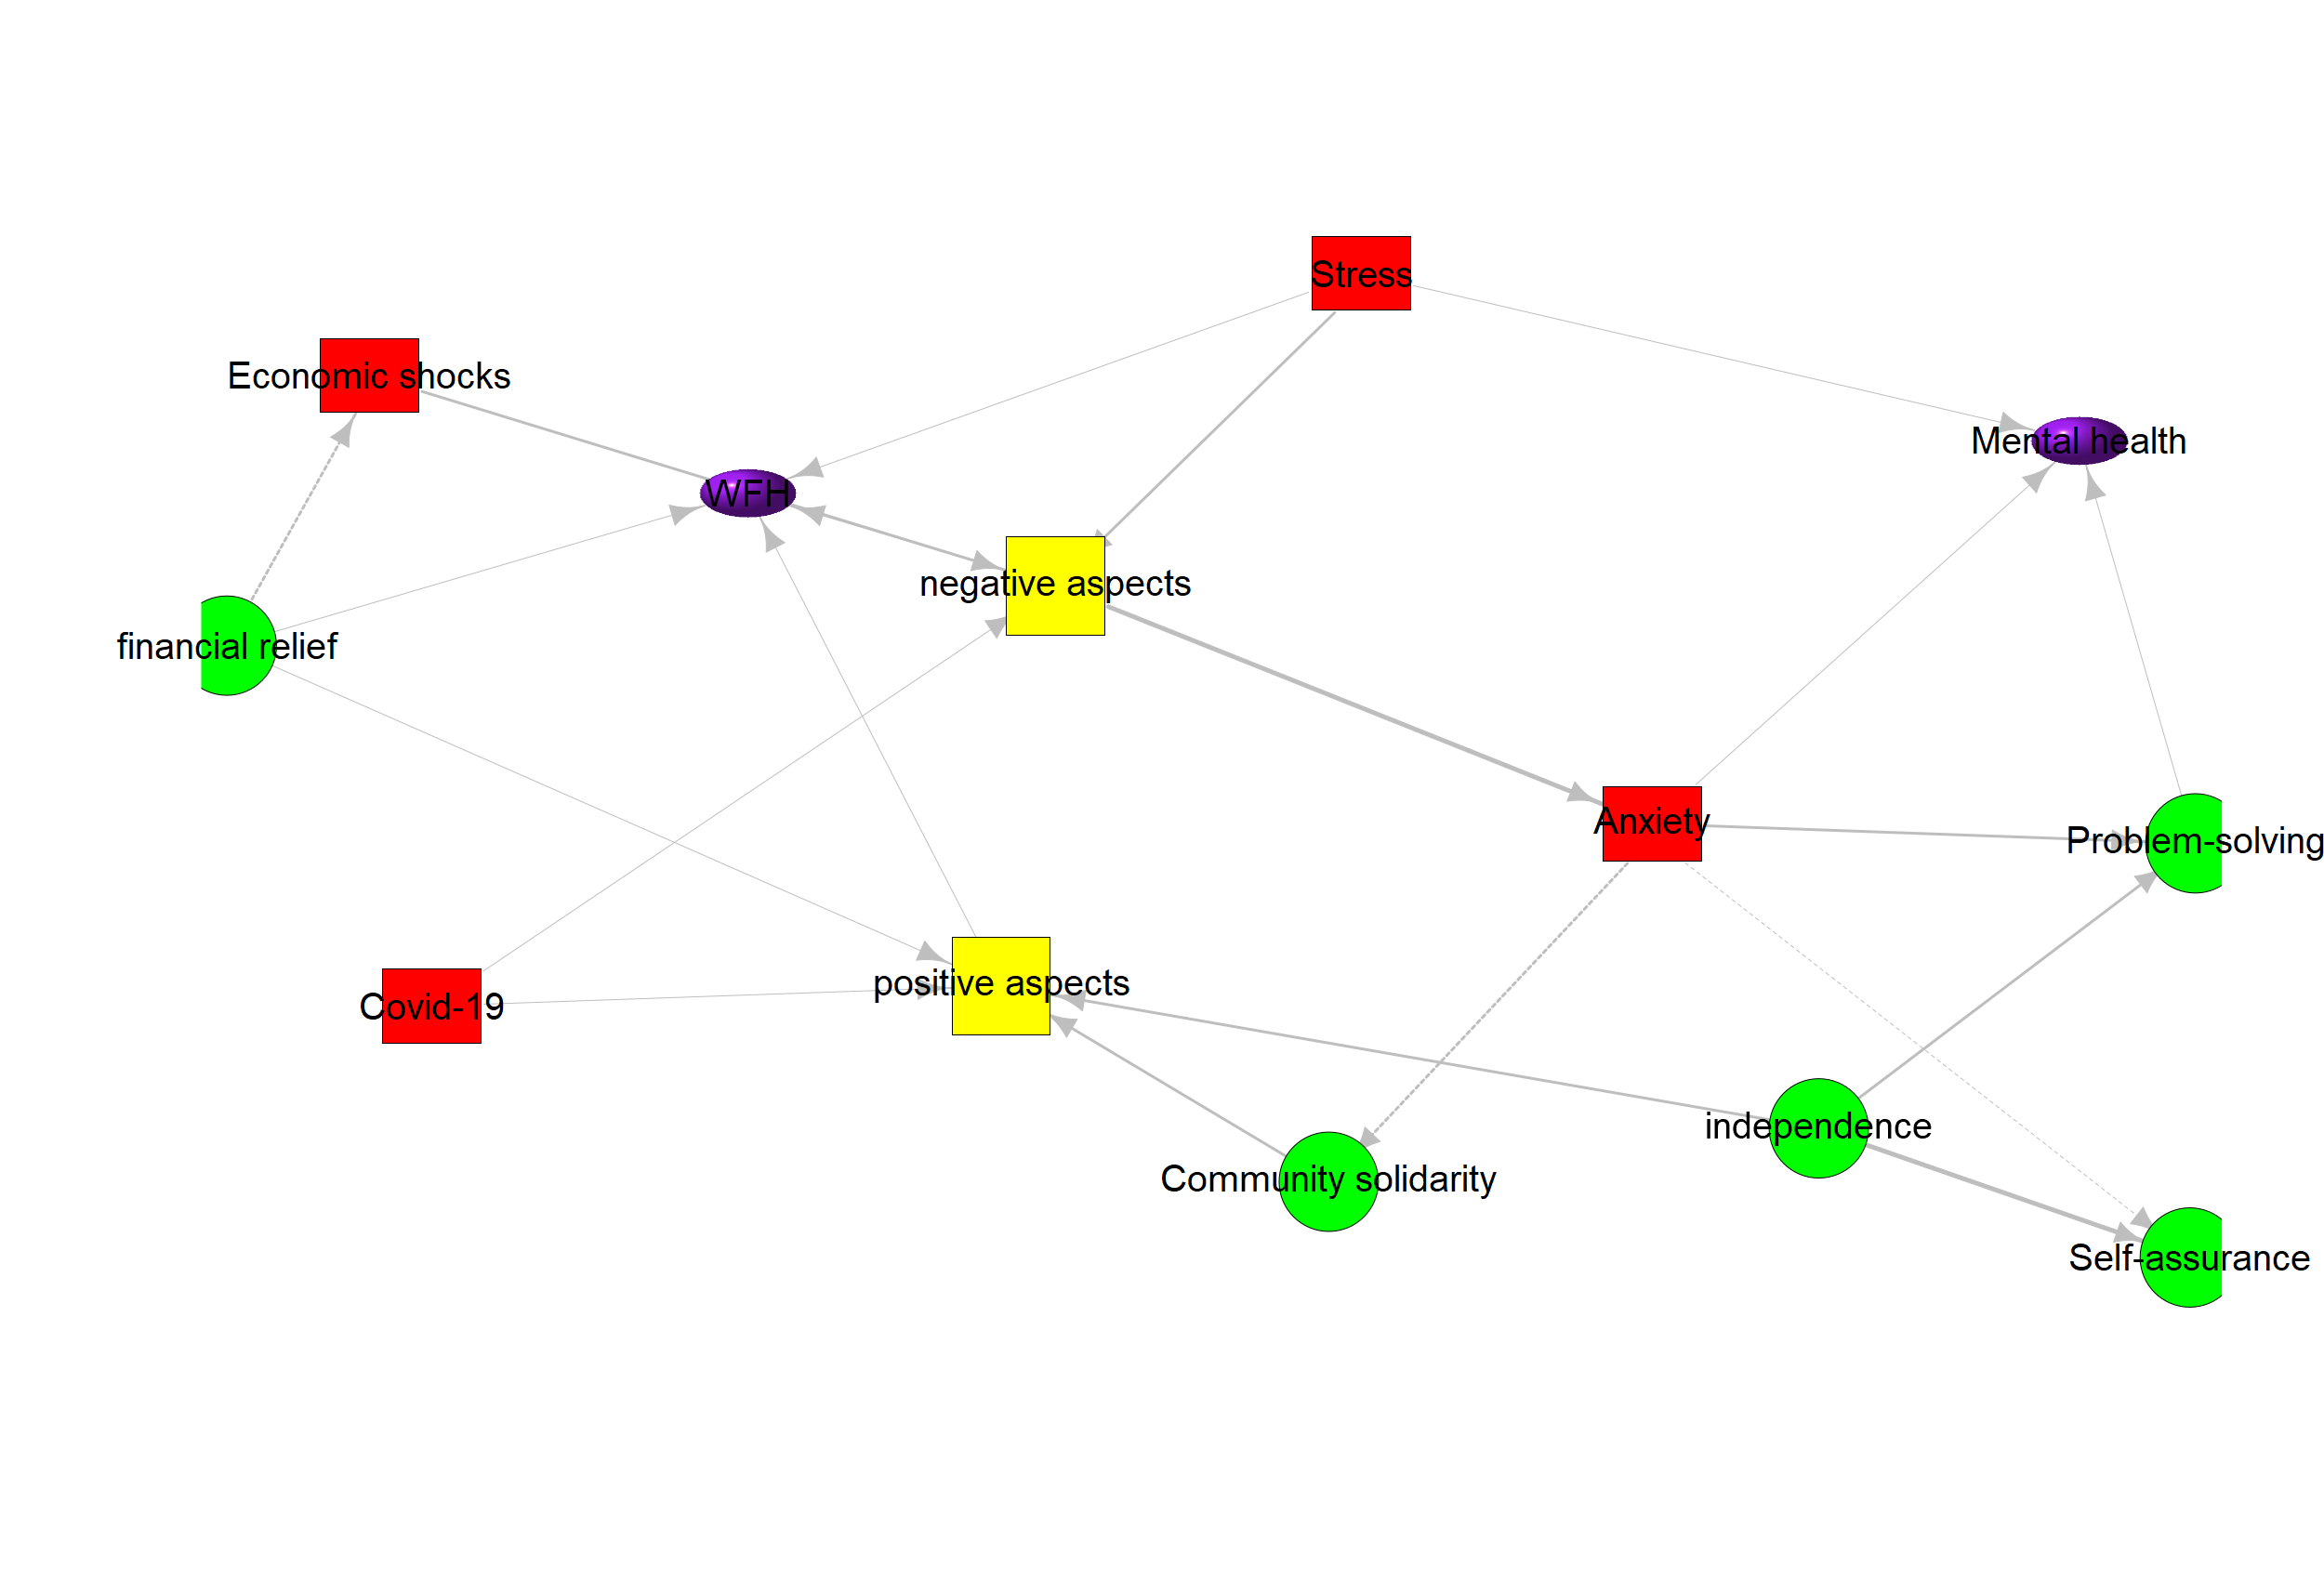 Stress
Economic shocks
Mental health
WFH
negative aspects
financial relief
Anxiety
Problem-solving
positive aspects
Covid-19
independence
Community solidarity
Self-assurance